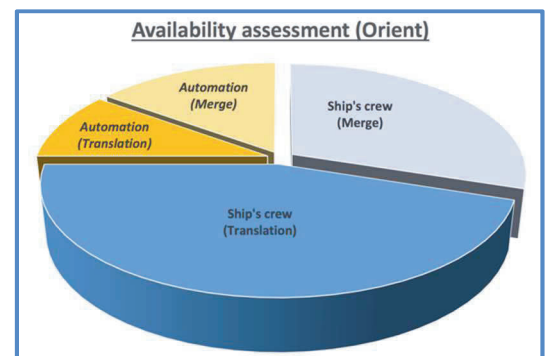 Availability assessment (Orient)
Automation
(Merge)
Ship's crew
(Merge)
Automation
(Translation)
Ship's crew
(Translation)